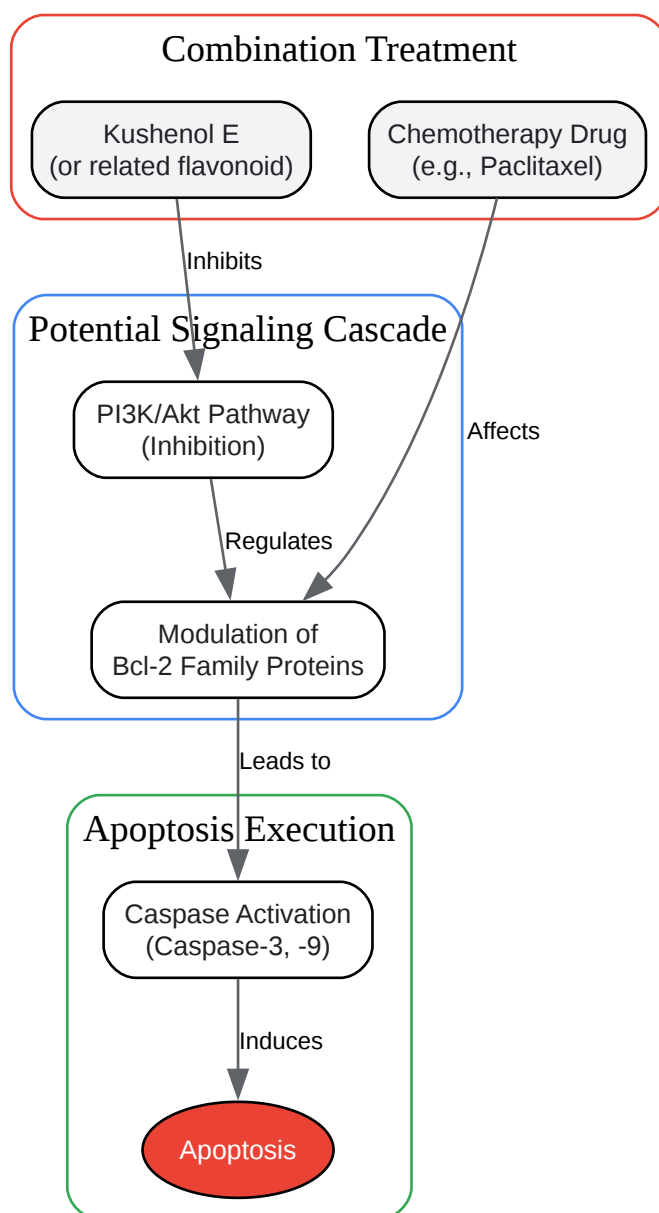 Combination Treatment
Kushenol E
(or related flavonoid)
Chemotherapy Drug
(e.g., Paclitaxel)
Inhibits
Potential Signaling Cascade
PI3K/Akt Pathway
(Inhibition)
Affects
Regulates
Modulation of
Bcl-2 Family Proteins
Leads to
Apoptosis Execution
Caspase Activation
(Caspase-3, -9)
Induces
Apoptosis